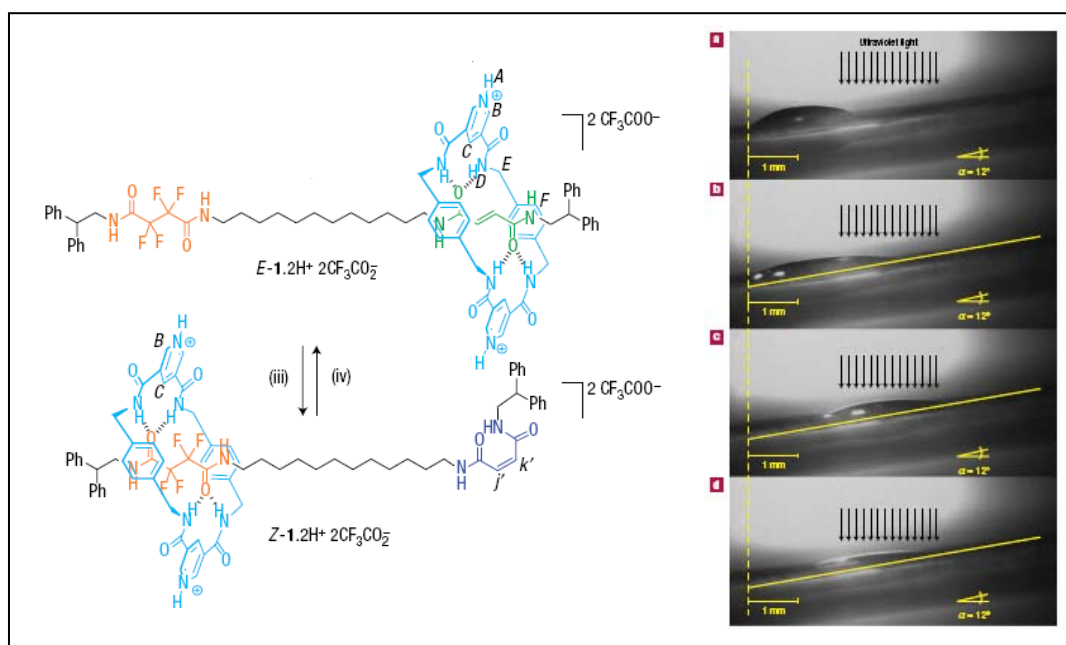 H A
N ⊕
B
O O
C
N N E
H H D
2 CF₃COO⁻
Ph N H
Ph
O F F
F F O
H N
N H
O
O
H N F
Ph
Ph
E-1.2H⁺ 2CF₃CO₂⁻
H H
N N
O O
N ⊕
H
(iii) (iv)
H
N ⊕
B
O O
C
N N
H H
Ph
Ph
2 CF₃COO⁻
H N
O O
Ph N H
Ph
O F F
F F O
H N
N H
j' k'
H H
N N
O O
N ⊕
H
Z-1.2H⁺ 2CF₃CO₂⁻
a
Ultraviolet light
1 mm
α = 12°
b
1 mm
α = 12°
c
1 mm
α = 12°
d
1 mm
α = 12°